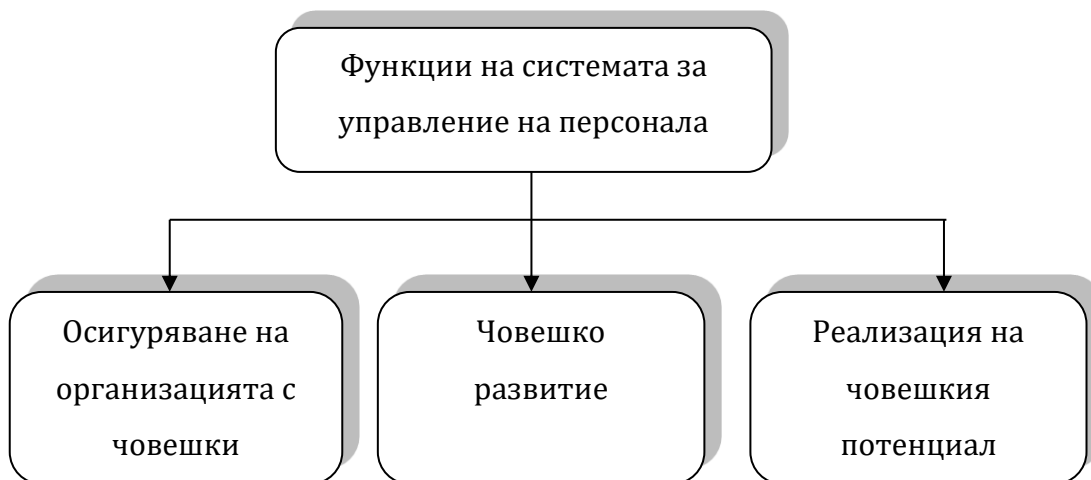 Функции на системата за
управление на персонала
Осигуряване на
организацията с
човешки
Човешко
развитие
Реализация на
човешкия
потенциал